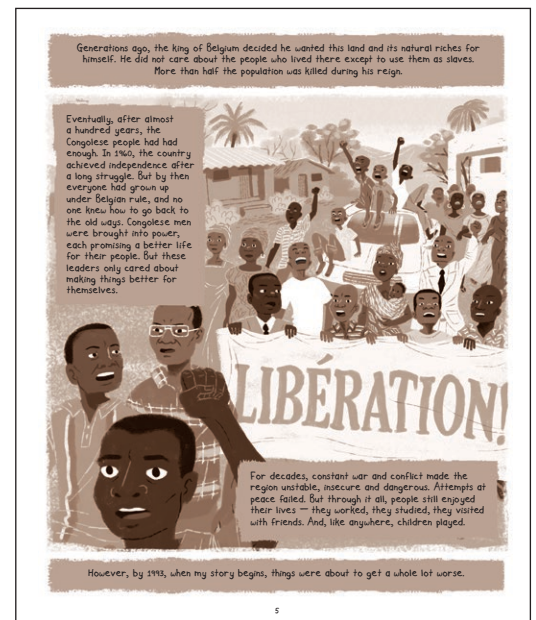 Generations ago, the king of Belgium decided he wanted this land and its natural riches for
himself. He did not care about the people who lived there except to use them as slaves.
More than half the population was killed during his reign.
Eventually, after almost
a hundred years, the
Congolese people had had
enough. In 1960, the country
achieved independence after
a long struggle. But by then
everyone had grown up
under Belgian rule, and no
one knew how to go back to
the old ways. Congolese men
were brought into power,
each promising a better life
for their people. But these
leaders only cared about
making things better for
themselves.
LIBÉRATION!
For decades, constant war and conflict made the
region unstable, insecure and dangerous. Attempts at
peace failed. But through it all, people still enjoyed
their lives — they worked, they studied, they visited
with friends. And, like anywhere, children played.
However, by 1993, when my story begins, things were about to get a whole lot worse.
5